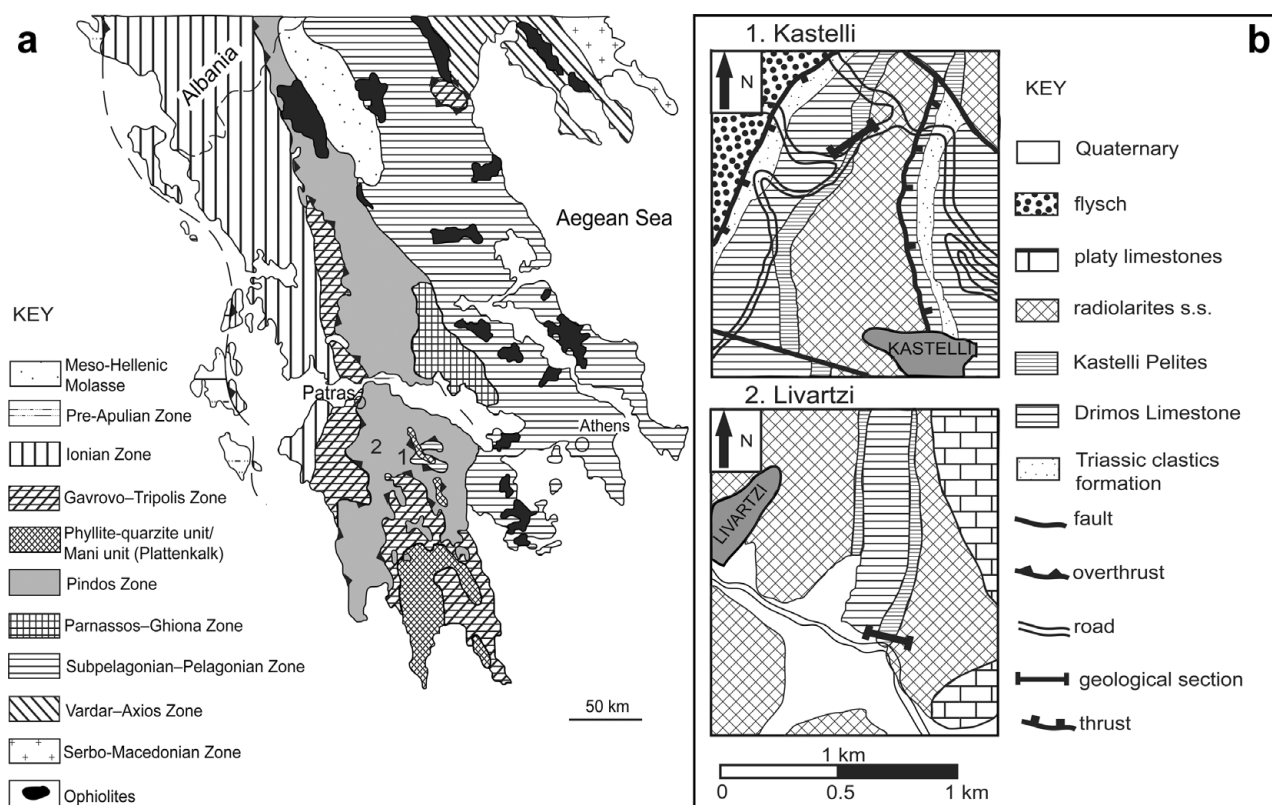 a
Albania
Aegean Sea
Patras
Athens
2
1
50 km
KEY
Meso-Hellenic
Molasse
Pre-Apulian Zone
Ionian Zone
Gavrovo–Tripolis Zone
Phyllite-quarzite unit/
Mani unit (Plattenkalk)
Pindos Zone
Parnassos–Ghiona Zone
Subpelagonian–Pelagonian Zone
Vardar–Axios Zone
Serbo-Macedonian Zone
Ophiolites
b
1. Kastelli
N
KASTELLI
2. Livartzi
N
LIVARTZI
1 km
0
0.5
1 km
KEY
Quaternary
flysch
platy limestones
radiolarites s.s.
Kastelli Pelites
Drimos Limestone
Triassic clastics
formation
fault
overthrust
road
geological section
thrust